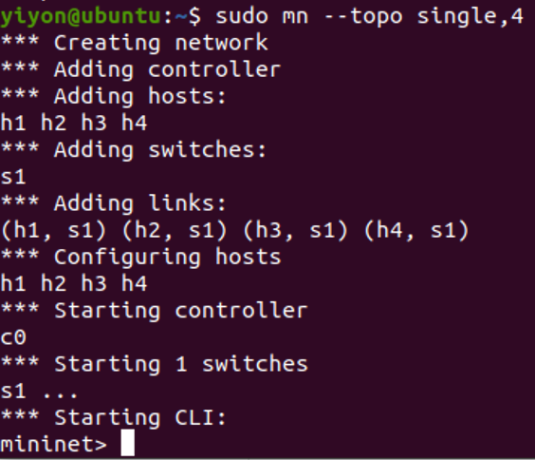 yiyon@ubuntu:~$ sudo mn --topo single,4
*** Creating network
*** Adding controller
*** Adding hosts:
h1 h2 h3 h4
*** Adding switches:
s1
*** Adding links:
(h1, s1) (h2, s1) (h3, s1) (h4, s1)
*** Configuring hosts
h1 h2 h3 h4
*** Starting controller
c0
*** Starting 1 switches
s1 ...
*** Starting CLI:
mininet>